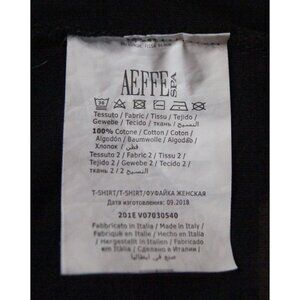 AEFFE SPA
30
Tessuto / Fabric / Tissu / Tejido /
Gewebe / Tecido / ткань / النسيج /
100% Cotone / Cotton / Coton /
Algodón / Baumwolle / Algodão/
Хлопок / قطن /
Tessuto 2 / Fabric 2 / Tissu 2 /
Tejido 2 / Gewebe 2 / Tecido 2 /
ткань 2 / 2 النسيج /
T-SHIRT/T-SHIRT/ФУФАЙКА ЖЕНСКАЯ
Дата изготовления: 09.2018
201E V07030540
Fabbricato in Italia / Made in Italy /
Fabriqué en Italie / Hecho en Italia
/ Hergestellt in Italien / Fabricado
em Itália / Сделано в Италии /
صنع في ايطاليا